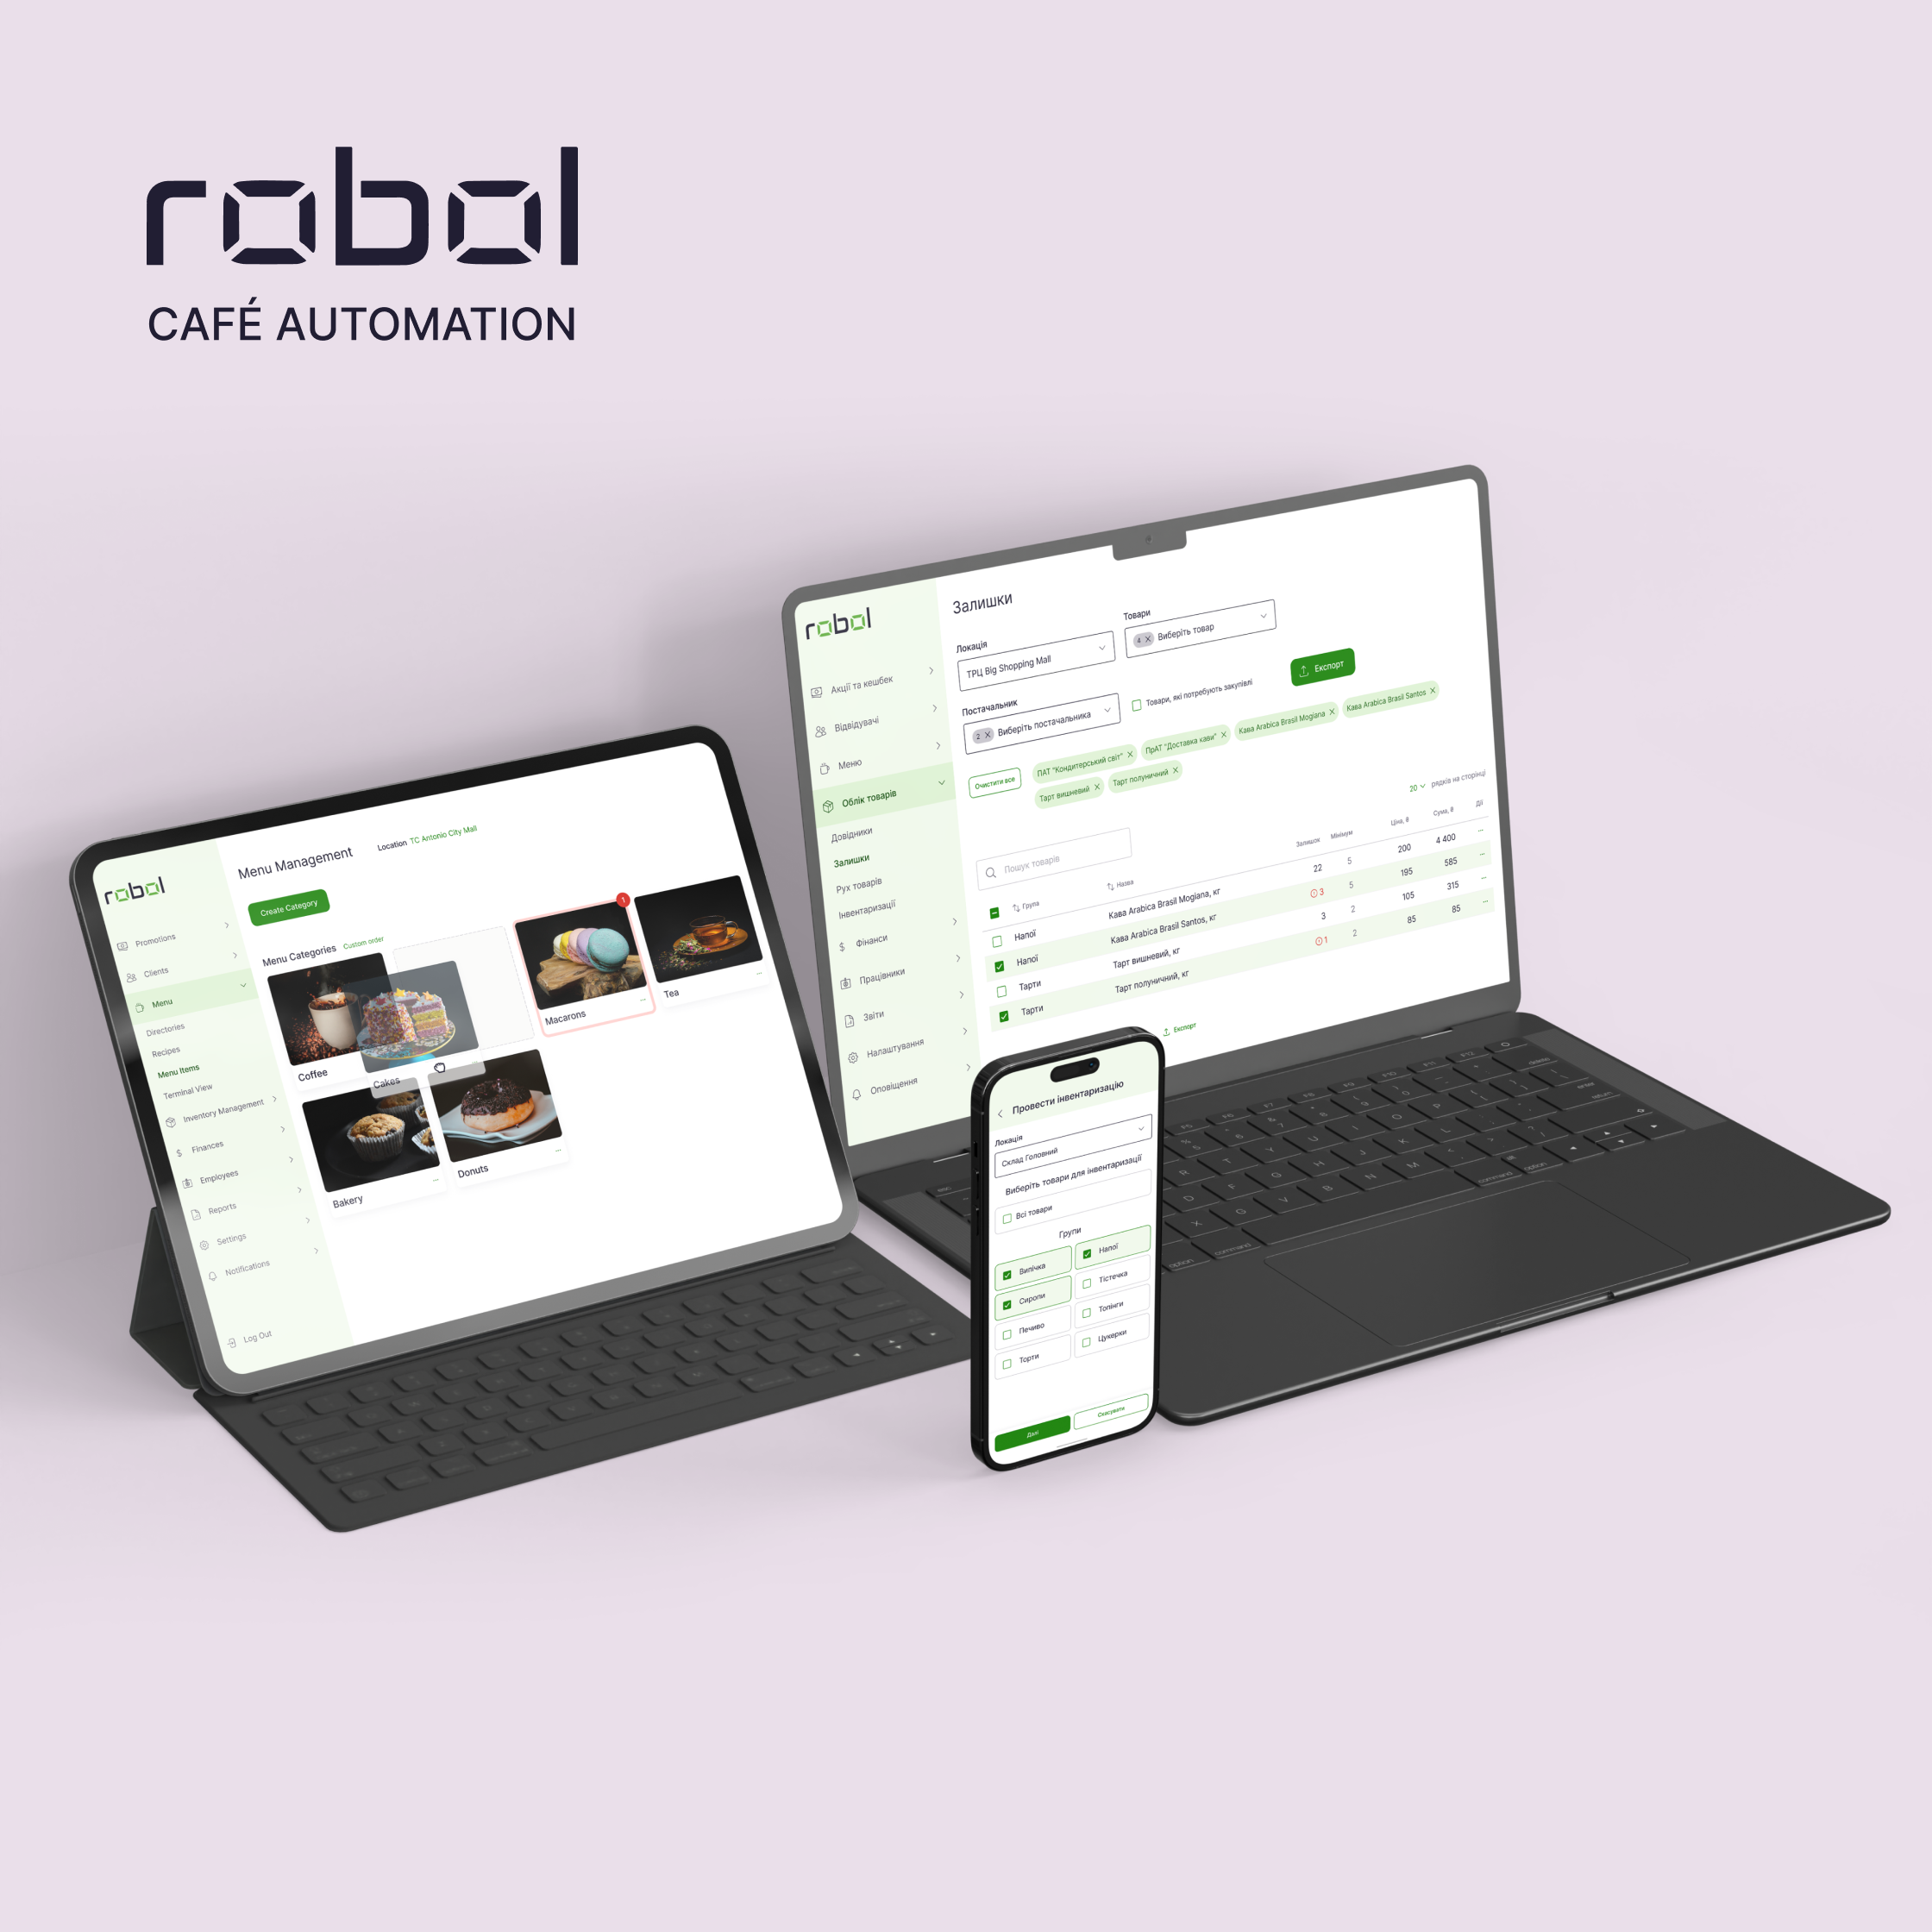 robol
CAFÉ AUTOMATION
robol
Promotions
Clients
Menu
Directories
Recipes
Menu Items
Terminal View
Inventory Management
$ Finances
Employees
Reports
Settings
Notifications
Log Out
Menu Management
Location TC Antonio City Mall
Create Category
Menu Categories Custom order
Coffee
Cakes
1
Macarons
Tea
Bakery
Donuts
robol
Акції та кешбек
Відвідувачі
Меню
Облік товарів
Довідники
Залишки
Рух товарів
Інвентаризації
$ Фінанси
Працівники
Звіти
Налаштування
Оповіщення
Залишки
Локація
ТРЦ Big Shopping Mall
Товари
4 × Виберіть товар
Постачальник
2 × Виберіть постачальника
Товари, які потребують закупівлі
Експорт
Очистити все
ПАТ "Кондитерський світ" ×
ПрАТ "Доставка кави" ×
Кава Arabica Brasil Mogiana ×
Кава Arabica Brasil Santos ×
Тарт вишневий ×
Тарт полуничний ×
20 рядків на сторінці
Пошук товарів
Група Назва Залишок Мінімум Ціна, ₴ Сума, ₴ Дії
Напої Кава Arabica Brasil Mogiana, кг 22 5 200 4 400
Напої Кава Arabica Brasil Santos, кг 3 5 195 585
Тарти Тарт вишневий, кг 3 2 105 315
Тарти Тарт полуничний, кг 1 2 85 85
Експорт
Провести інвентаризацію
Локація
Склад Головний
Виберіть товари для інвентаризації
Всі товари
Групи
Випічка
Напої
Сиропи
Тістечка
Печиво
Топінги
Торти
Цукерки
Далі
Скасувати